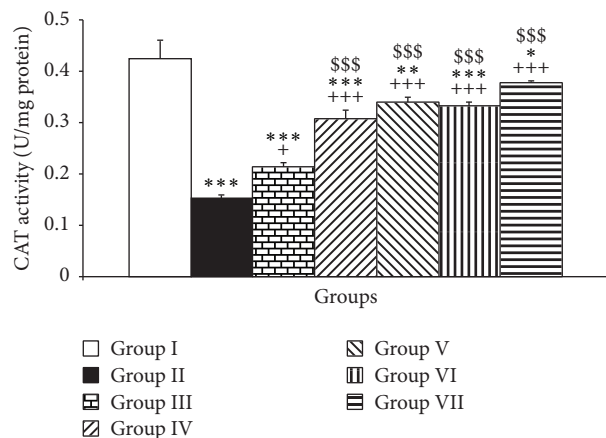 CAT activity (U/mg protein)
0.5
0.4
0.3
0.2
0.1
0
***
***
+
$$$
***
+++
$$$
**
+++
$$$
***
+++
$$$
*
+++
Groups
Group I
Group II
Group III
Group IV
Group V
Group VI
Group VII